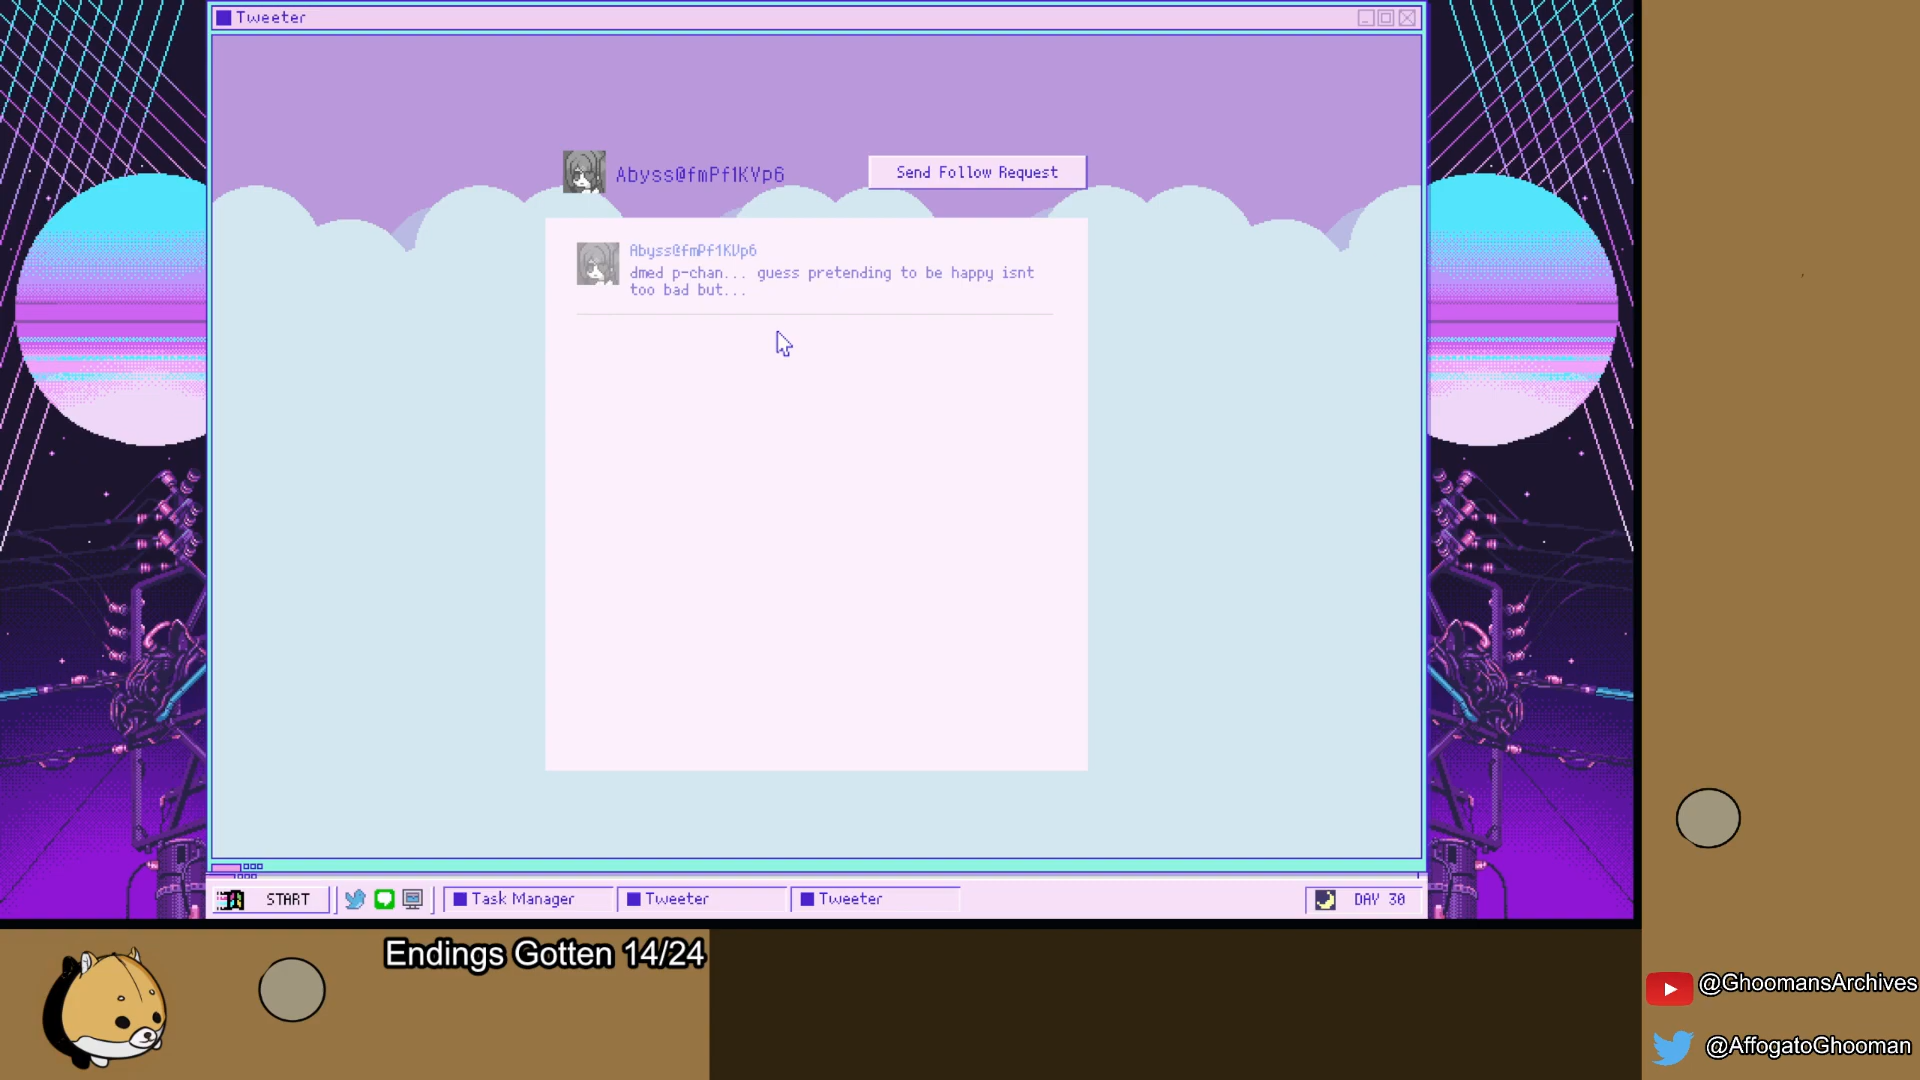 Tweeter
Abyss@fmPf1KVp6
Send Follow Request
Abyss@fmPf1KVp6
dmed p-chan... guess pretending to be happy isnt
too bad but...
START
Task Manager
Tweeter
Tweeter
DAY 30
Endings Gotten 14/24
@GhoomansArchives
@AffogatoGhooman